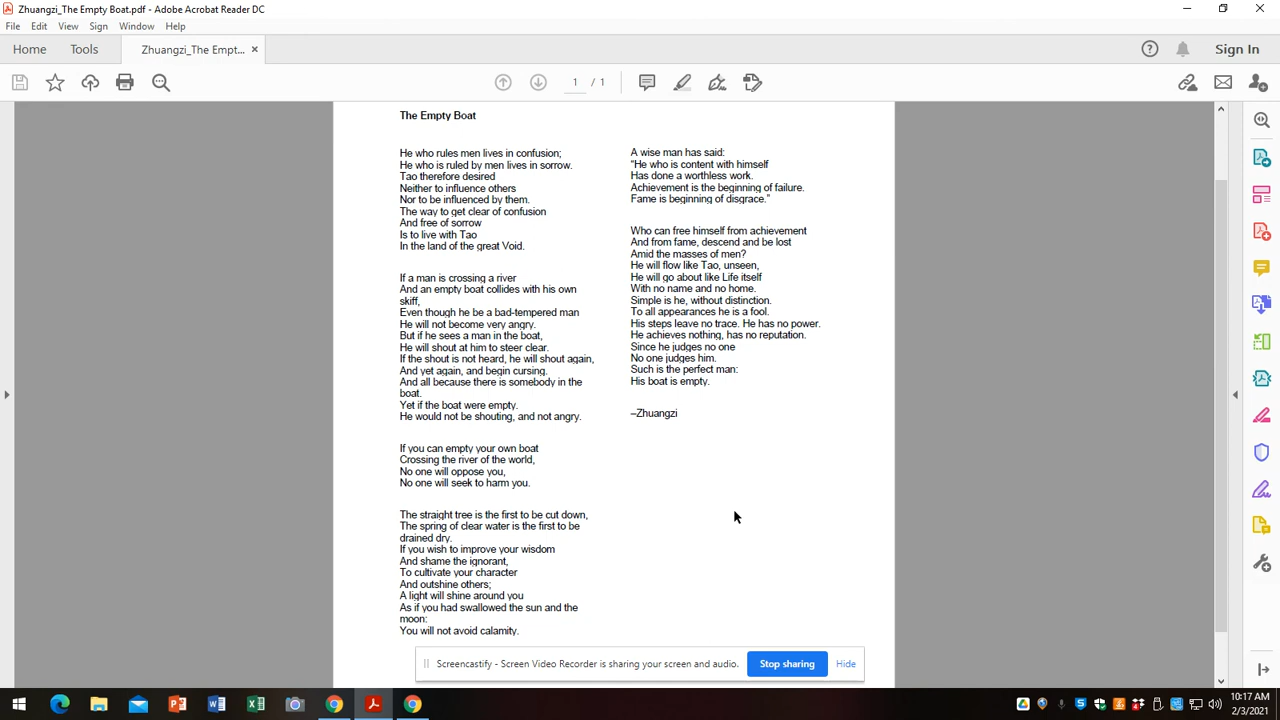 Zhuangzi_The Empty Boat.pdf - Adobe Acrobat Reader DC
File Edit View Sign Window Help
Home Tools Zhuangzi_The Empt... × Sign In
1 / 1
The Empty Boat
He who rules men lives in confusion;
He who is ruled by men lives in sorrow.
Tao therefore desired
Neither to influence others
Nor to be influenced by them.
The way to get clear of confusion
And free of sorrow
Is to live with Tao
In the land of the great Void.
If a man is crossing a river
And an empty boat collides with his own
skiff,
Even though he be a bad-tempered man
He will not become very angry.
But if he sees a man in the boat,
He will shout at him to steer clear.
If the shout is not heard, he will shout again,
And yet again, and begin cursing.
And all because there is somebody in the
boat.
Yet if the boat were empty.
He would not be shouting, and not angry.
If you can empty your own boat
Crossing the river of the world,
No one will oppose you,
No one will seek to harm you.
The straight tree is the first to be cut down,
The spring of clear water is the first to be
drained dry.
If you wish to improve your wisdom
And shame the ignorant,
To cultivate your character
And outshine others;
A light will shine around you
As if you had swallowed the sun and the
moon:
You will not avoid calamity.
A wise man has said:
"He who is content with himself
Has done a worthless work.
Achievement is the beginning of failure.
Fame is beginning of disgrace."
Who can free himself from achievement
And from fame, descend and be lost
Amid the masses of men?
He will flow like Tao, unseen,
He will go about like Life itself
With no name and no home.
Simple is he, without distinction.
To all appearances he is a fool.
His steps leave no trace. He has no power.
He achieves nothing, has no reputation.
Since he judges no one
No one judges him.
Such is the perfect man:
His boat is empty.
–Zhuangzi
Screencastify - Screen Video Recorder is sharing your screen and audio. Stop sharing Hide
10:17 AM
2/3/2021